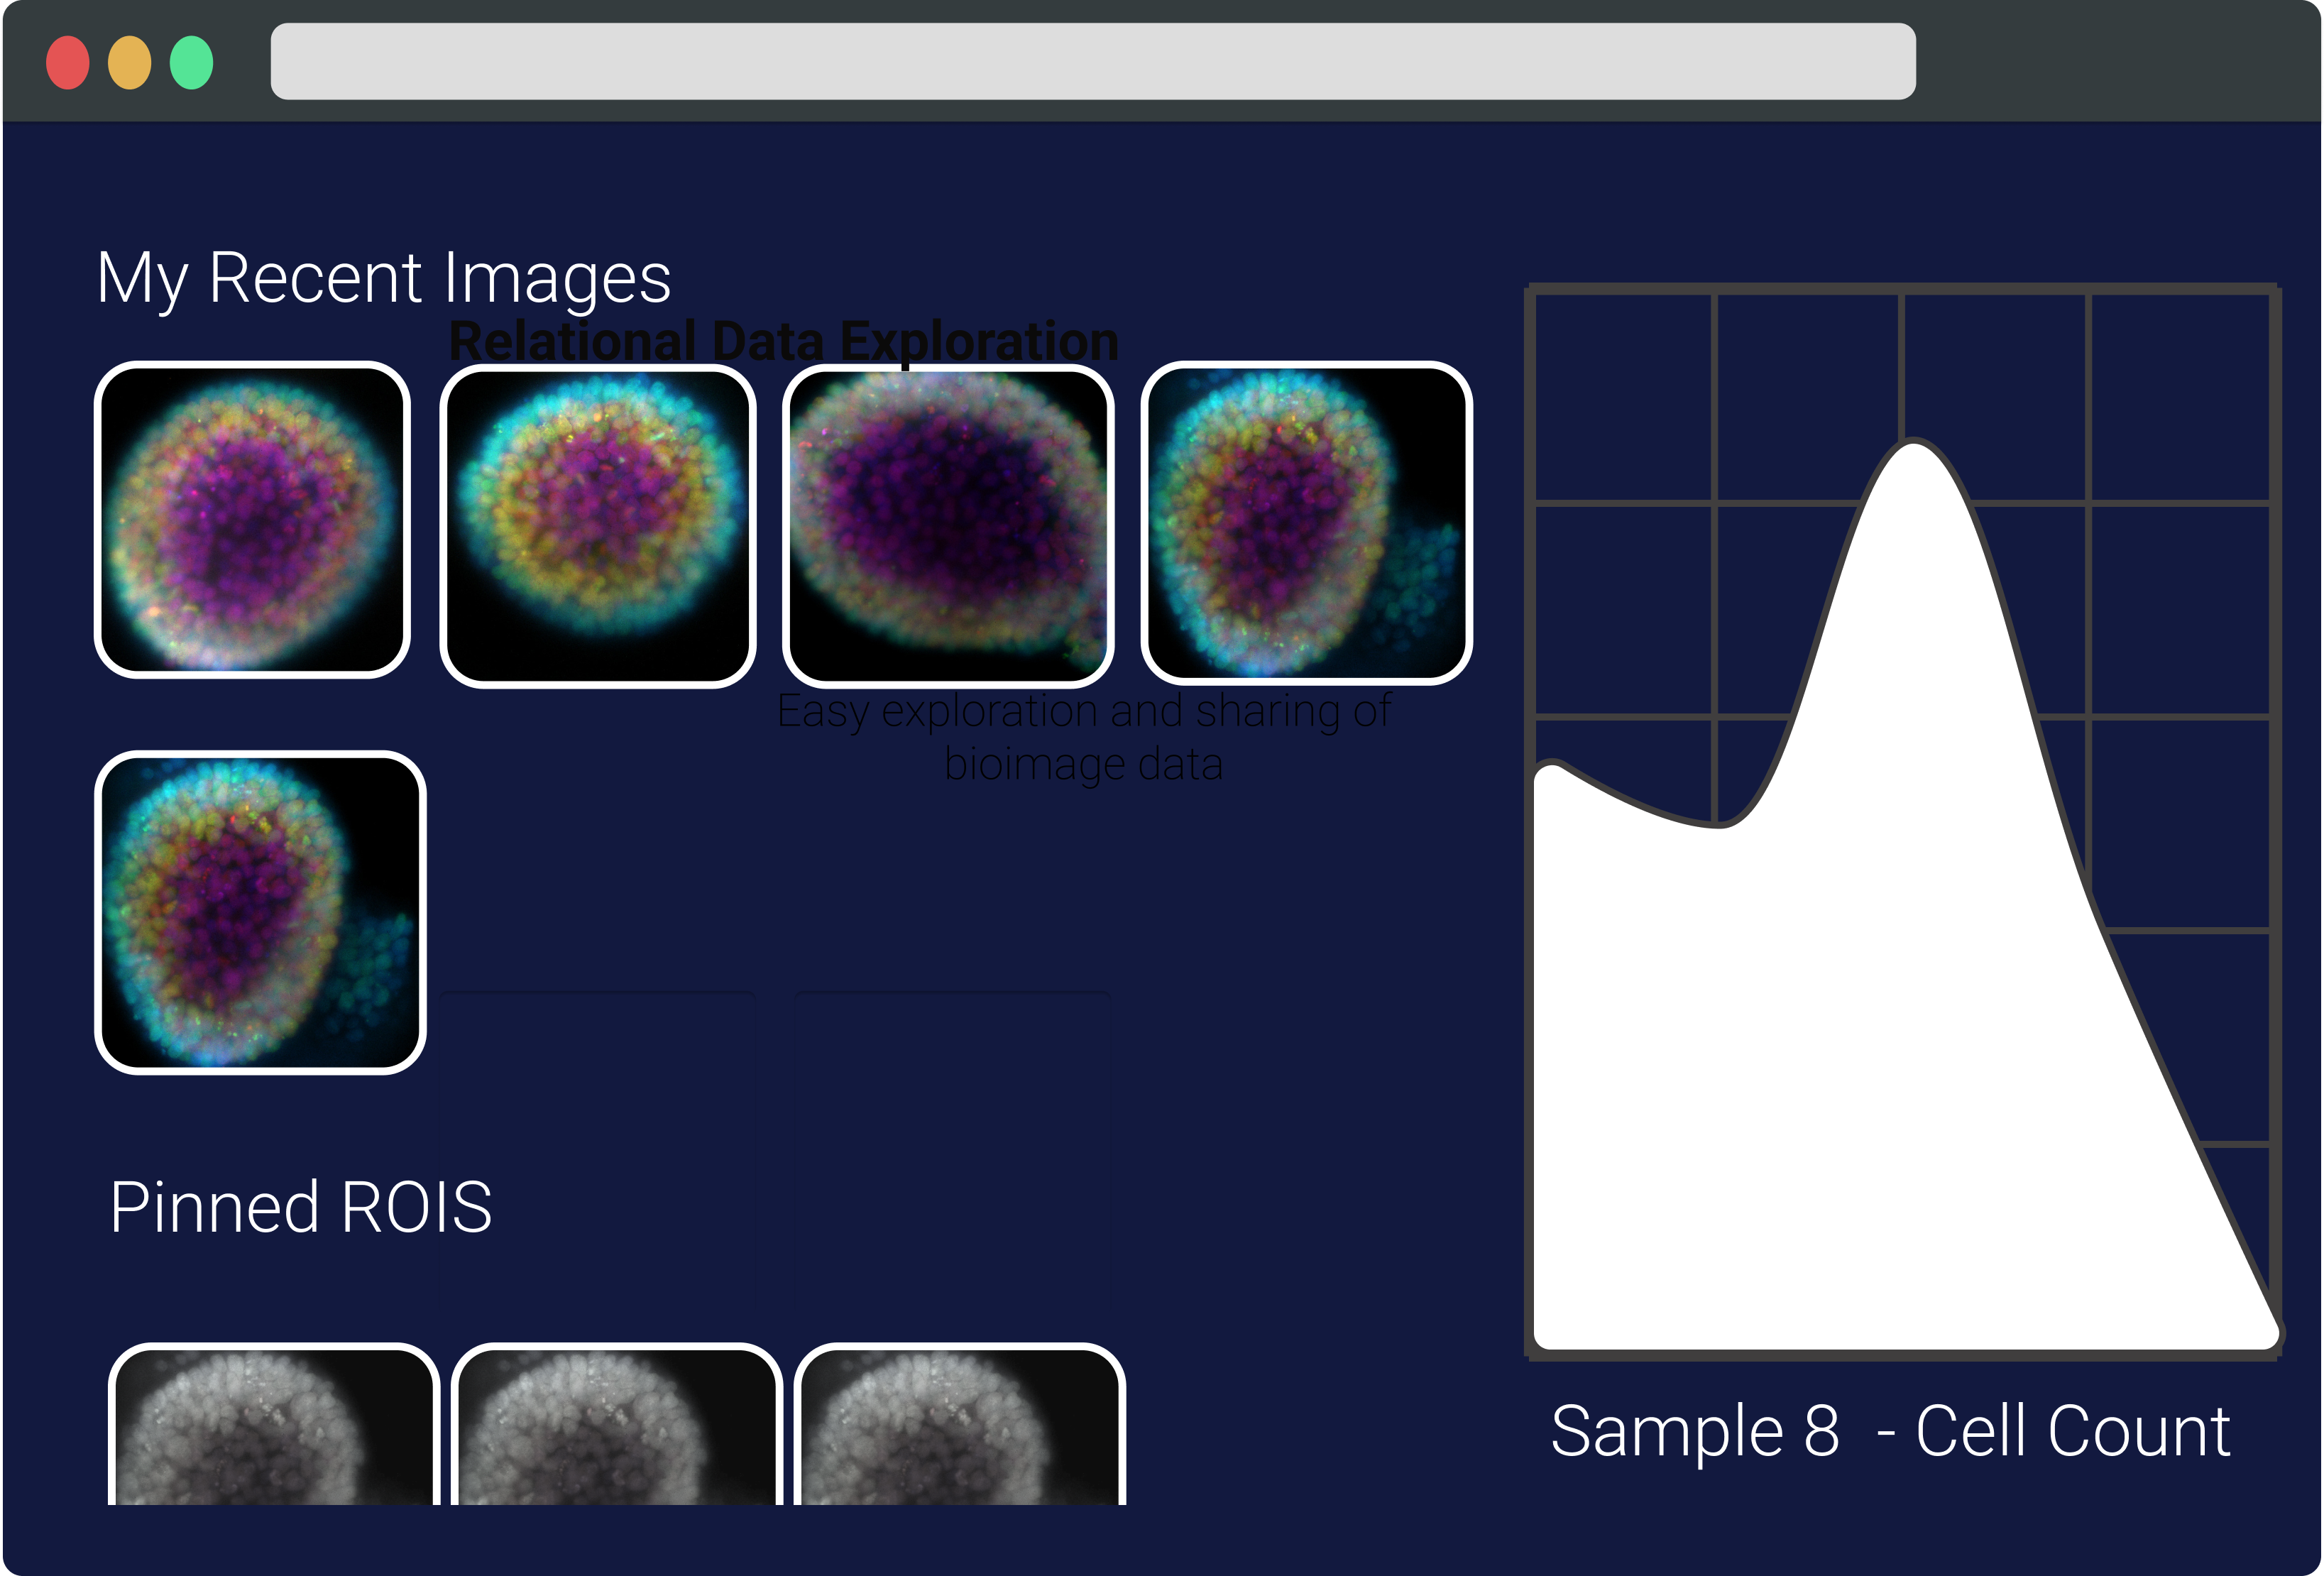 My Recent Images
Relational Data Exploration
Easy exploration and sharing of
bioimage data
Pinned ROIS
Sample 8 - Cell Count